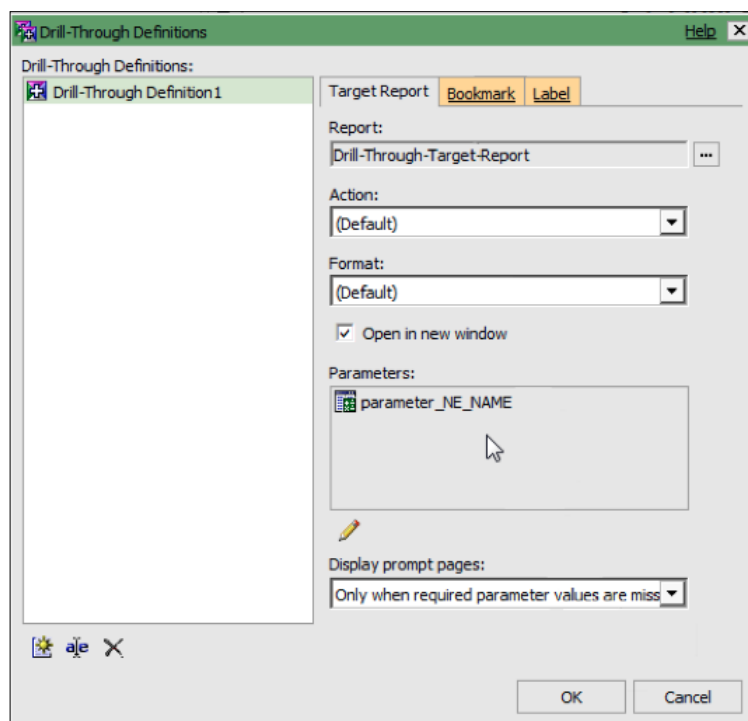 Drill-Through Definitions
Help
Drill-Through Definitions:
Drill-Through Definition1
Target Report
Bookmark
Label
Report:
Drill-Through-Target-Report
...
Action:
(Default)
Format:
(Default)
Open in new window
Parameters:
parameter_NE_NAME
Display prompt pages:
Only when required parameter values are miss
OK
Cancel